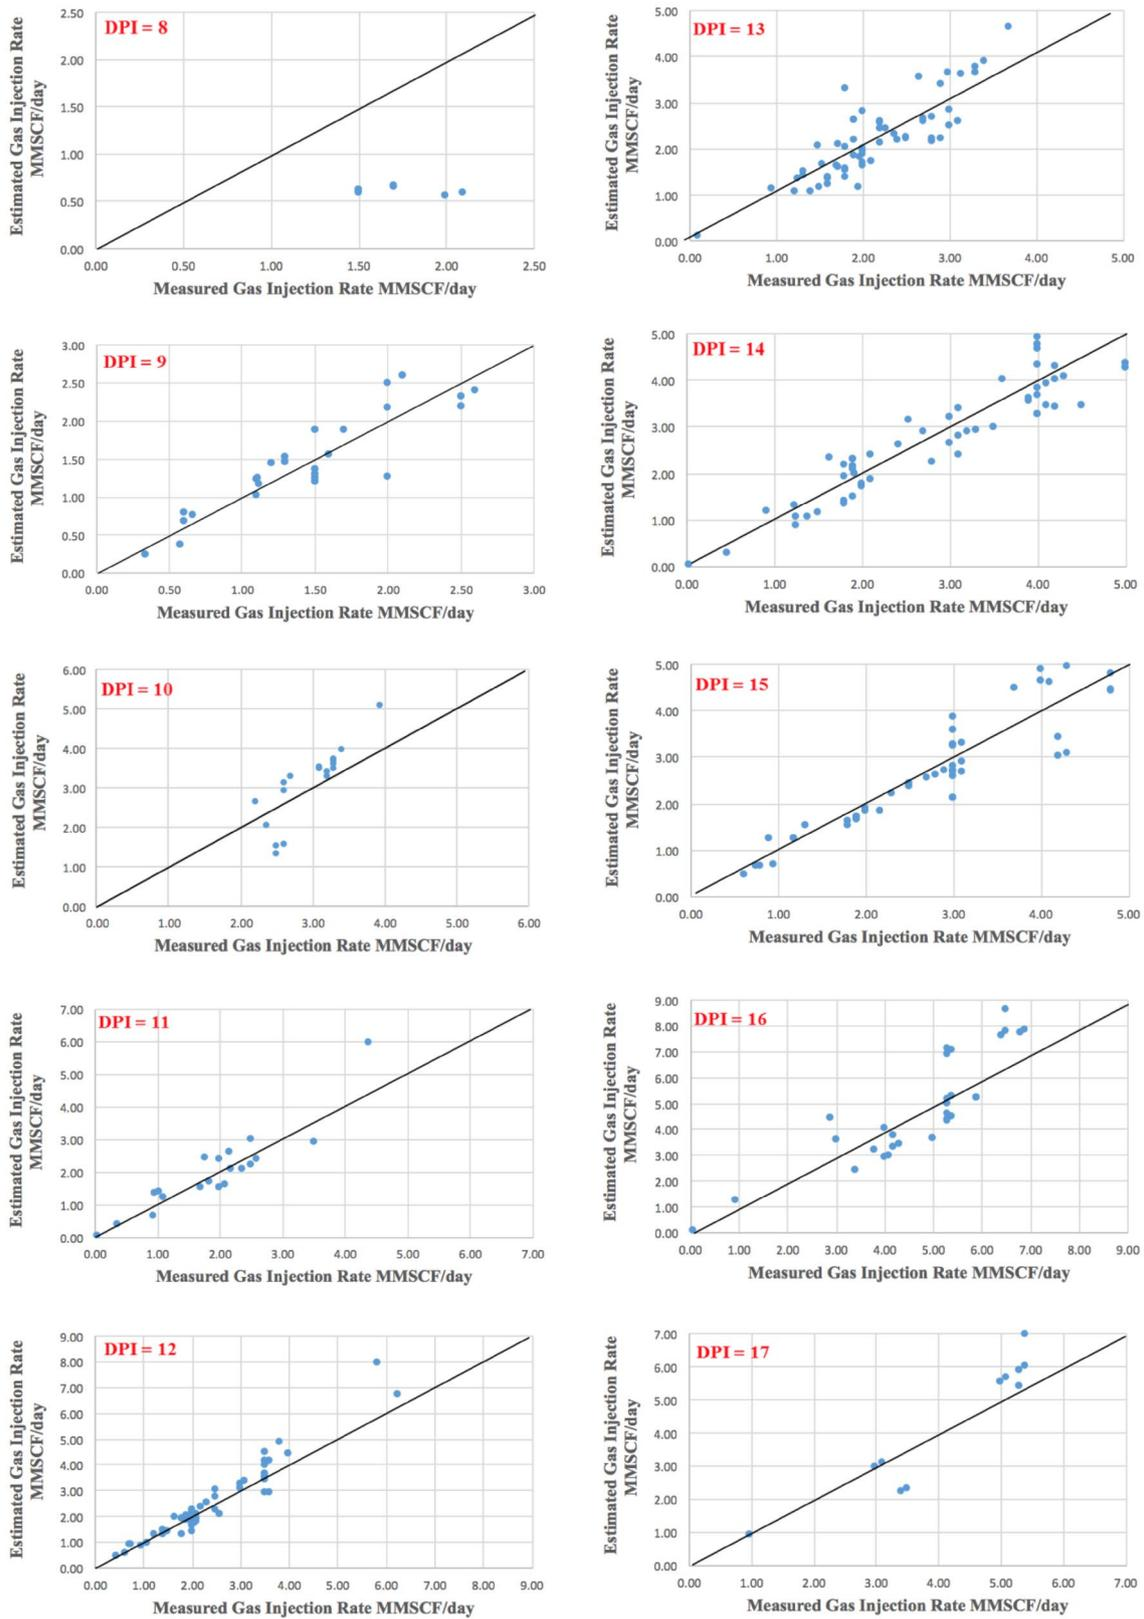 DPI = 8
Estimated Gas Injection Rate
MMSCF/day
2.50
2.00
1.50
1.00
0.50
0.00
0.00 0.50 1.00 1.50 2.00 2.50
Measured Gas Injection Rate MMSCF/day
DPI = 13
Estimated Gas Injection Rate
MMSCF/day
5.00
4.00
3.00
2.00
1.00
0.00
0.00 1.00 2.00 3.00 4.00 5.00
Measured Gas Injection Rate MMSCF/day
DPI = 9
Estimated Gas Injection Rate
MMSCF/day
3.00
2.50
2.00
1.50
1.00
0.50
0.00
0.00 0.50 1.00 1.50 2.00 2.50 3.00
Measured Gas Injection Rate MMSCF/day
DPI = 14
Estimated Gas Injection Rate
MMSCF/day
5.00
4.00
3.00
2.00
1.00
0.00
0.00 1.00 2.00 3.00 4.00 5.00
Measured Gas Injection Rate MMSCF/day
DPI = 10
Estimated Gas Injection Rate
MMSCF/day
6.00
5.00
4.00
3.00
2.00
1.00
0.00
0.00 1.00 2.00 3.00 4.00 5.00 6.00
Measured Gas Injection Rate MMSCF/day
DPI = 15
Estimated Gas Injection Rate
MMSCF/day
5.00
4.00
3.00
2.00
1.00
0.00
0.00 1.00 2.00 3.00 4.00 5.00
Measured Gas Injection Rate MMSCF/day
DPI = 11
Estimated Gas Injection Rate
MMSCF/day
7.00
6.00
5.00
4.00
3.00
2.00
1.00
0.00
0.00 1.00 2.00 3.00 4.00 5.00 6.00 7.00
Measured Gas Injection Rate MMSCF/day
DPI = 16
Estimated Gas Injection Rate
MMSCF/day
9.00
8.00
7.00
6.00
5.00
4.00
3.00
2.00
1.00
0.00
0.00 1.00 2.00 3.00 4.00 5.00 6.00 7.00 8.00 9.00
Measured Gas Injection Rate MMSCF/day
DPI = 12
Estimated Gas Injection Rate
MMSCF/day
9.00
8.00
7.00
6.00
5.00
4.00
3.00
2.00
1.00
0.00
0.00 1.00 2.00 3.00 4.00 5.00 6.00 7.00 8.00 9.00
Measured Gas Injection Rate MMSCF/day
DPI = 17
Estimated Gas Injection Rate
MMSCF/day
7.00
6.00
5.00
4.00
3.00
2.00
1.00
0.00
0.00 1.00 2.00 3.00 4.00 5.00 6.00 7.00
Measured Gas Injection Rate MMSCF/day